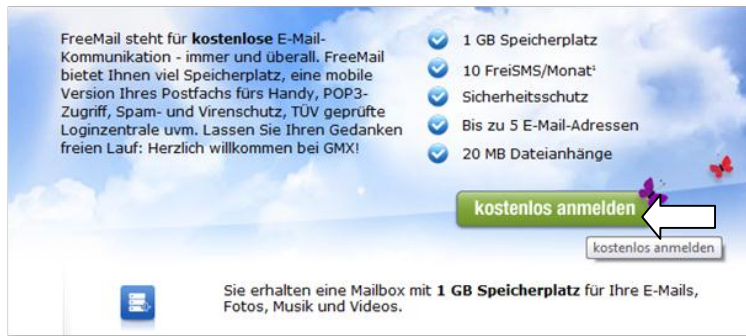 FreeMail steht für kostenlose E-Mail-
Kommunikation - immer und überall. FreeMail
bietet Ihnen viel Speicherplatz, eine mobile
Version Ihres Postfachs fürs Handy, POP3-
Zugriff, Spam- und Virenschutz, TÜV geprüfte
Loginzentrale uvm. Lassen Sie Ihren Gedanken
freien Lauf: Herzlich willkommen bei GMX!
1 GB Speicherplatz
10 FreiSMS/Monat¹
Sicherheitsschutz
Bis zu 5 E-Mail-Adressen
20 MB Dateianhänge
kostenlos anmelden
kostenlos anmelden
Sie erhalten eine Mailbox mit 1 GB Speicherplatz für Ihre E-Mails,
Fotos, Musik und Videos.